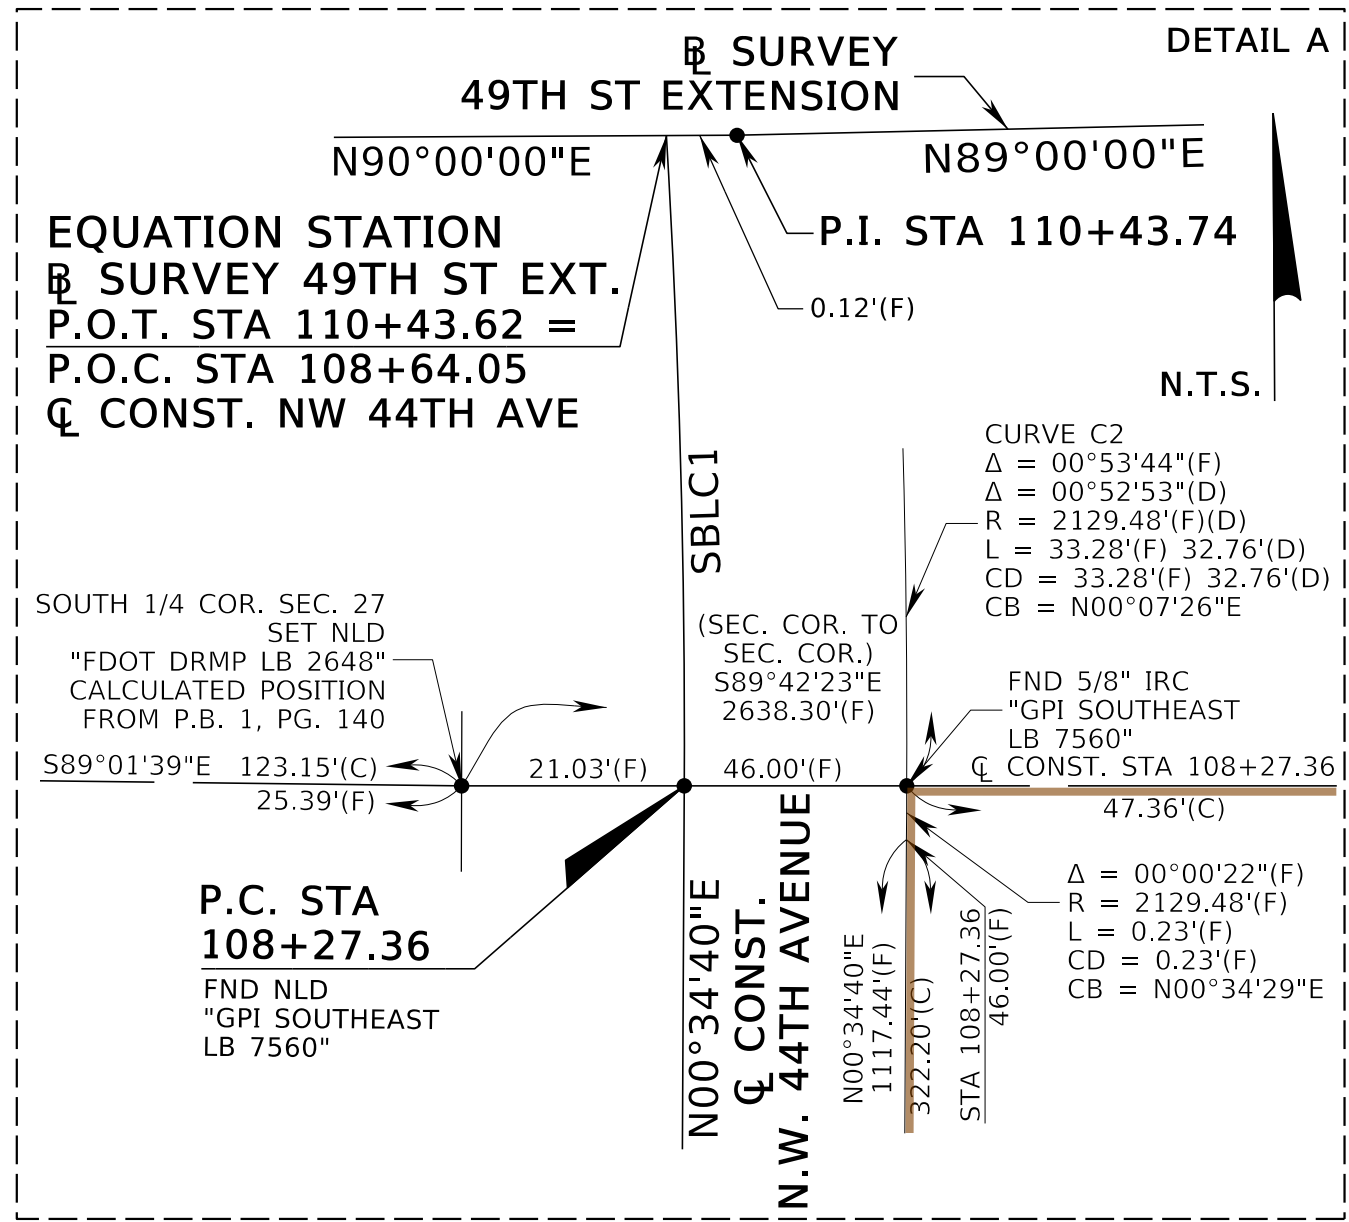 DETAIL A
B̵L SURVEY
49TH ST EXTENSION
N90°00'00"E
N89°00'00"E
EQUATION STATION
BL SURVEY 49TH ST EXT.
P.O.T. STA 110+43.62 =
P.O.C. STA 108+64.05
CL CONST. NW 44TH AVE
P.I. STA 110+43.74
0.12'(F)
N.T.S.
SBLC1
CURVE C2
Δ = 00°53'44"(F)
Δ = 00°52'53"(D)
R = 2129.48'(F)(D)
L = 33.28'(F) 32.76'(D)
CD = 33.28'(F) 32.76'(D)
CB = N00°07'26"E
SOUTH 1/4 COR. SEC. 27
SET NLD
"FDOT DRMP LB 2648"
CALCULATED POSITION
FROM P.B. 1, PG. 140
(SEC. COR. TO
SEC. COR.)
S89°42'23"E
2638.30'(F)
FND 5/8" IRC
"GPI SOUTHEAST
LB 7560"
CL CONST. STA 108+27.36
S89°01'39"E
123.15'(C)
25.39'(F)
21.03'(F)
46.00'(F)
47.36'(C)
P.C. STA
108+27.36
FND NLD
"GPI SOUTHEAST
LB 7560"
N00°34'40"E
CL CONST.
N.W. 44TH AVENUE
N00°34'40"E
1117.44'(F)
322.20'(C)
STA 108+27.36
46.00'(F)
Δ = 00°00'22"(F)
R = 2129.48'(F)
L = 0.23'(F)
CD = 0.23'(F)
CB = N00°34'29"E